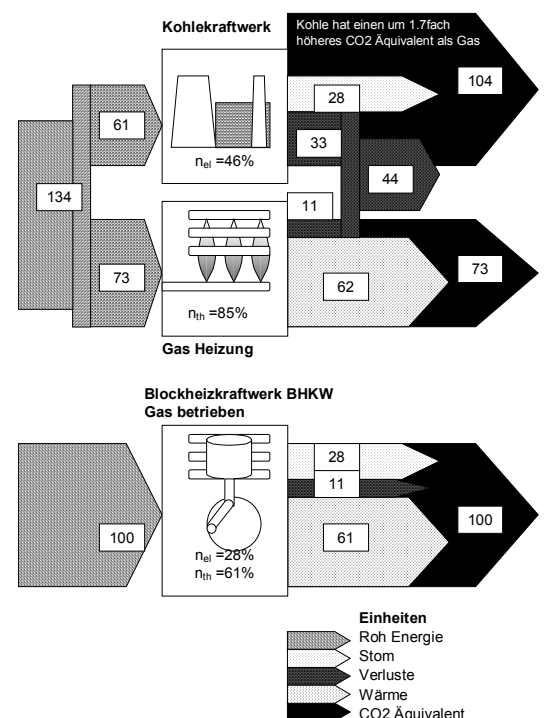 Kohlekraftwerk
Kohle hat einen um 1.7fach
höheres CO2 Äquivalent als Gas
104
28
61
33
nel =46%
44
134
11
73
62
73
nth =85%
Gas Heizung
Blockheizkraftwerk BHKW
Gas betrieben
28
11
100
61
100
nel =28%
nth =61%
Einheiten
Roh Energie
Stom
Verluste
Wärme
CO2 Äquivalent